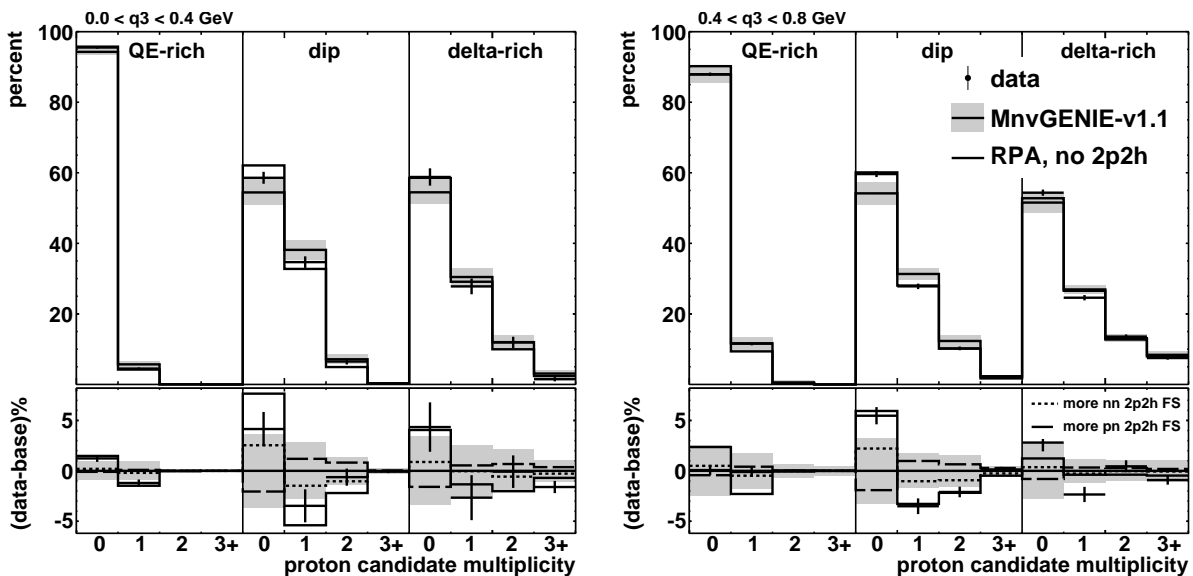 0.0 < q3 < 0.4 GeV
percent
100
80
60
40
20
QE-rich
dip
delta-rich
(data-base)%
5
0
-5
0 1 2 3+ 0 1 2 3+ 0 1 2 3+
proton candidate multiplicity
0.4 < q3 < 0.8 GeV
percent
100
80
60
40
20
QE-rich
dip
delta-rich
data
MnvGENIE-v1.1
RPA, no 2p2h
(data-base)%
5
0
-5
more nn 2p2h FS
more pn 2p2h FS
0 1 2 3+ 0 1 2 3+ 0 1 2 3+
proton candidate multiplicity